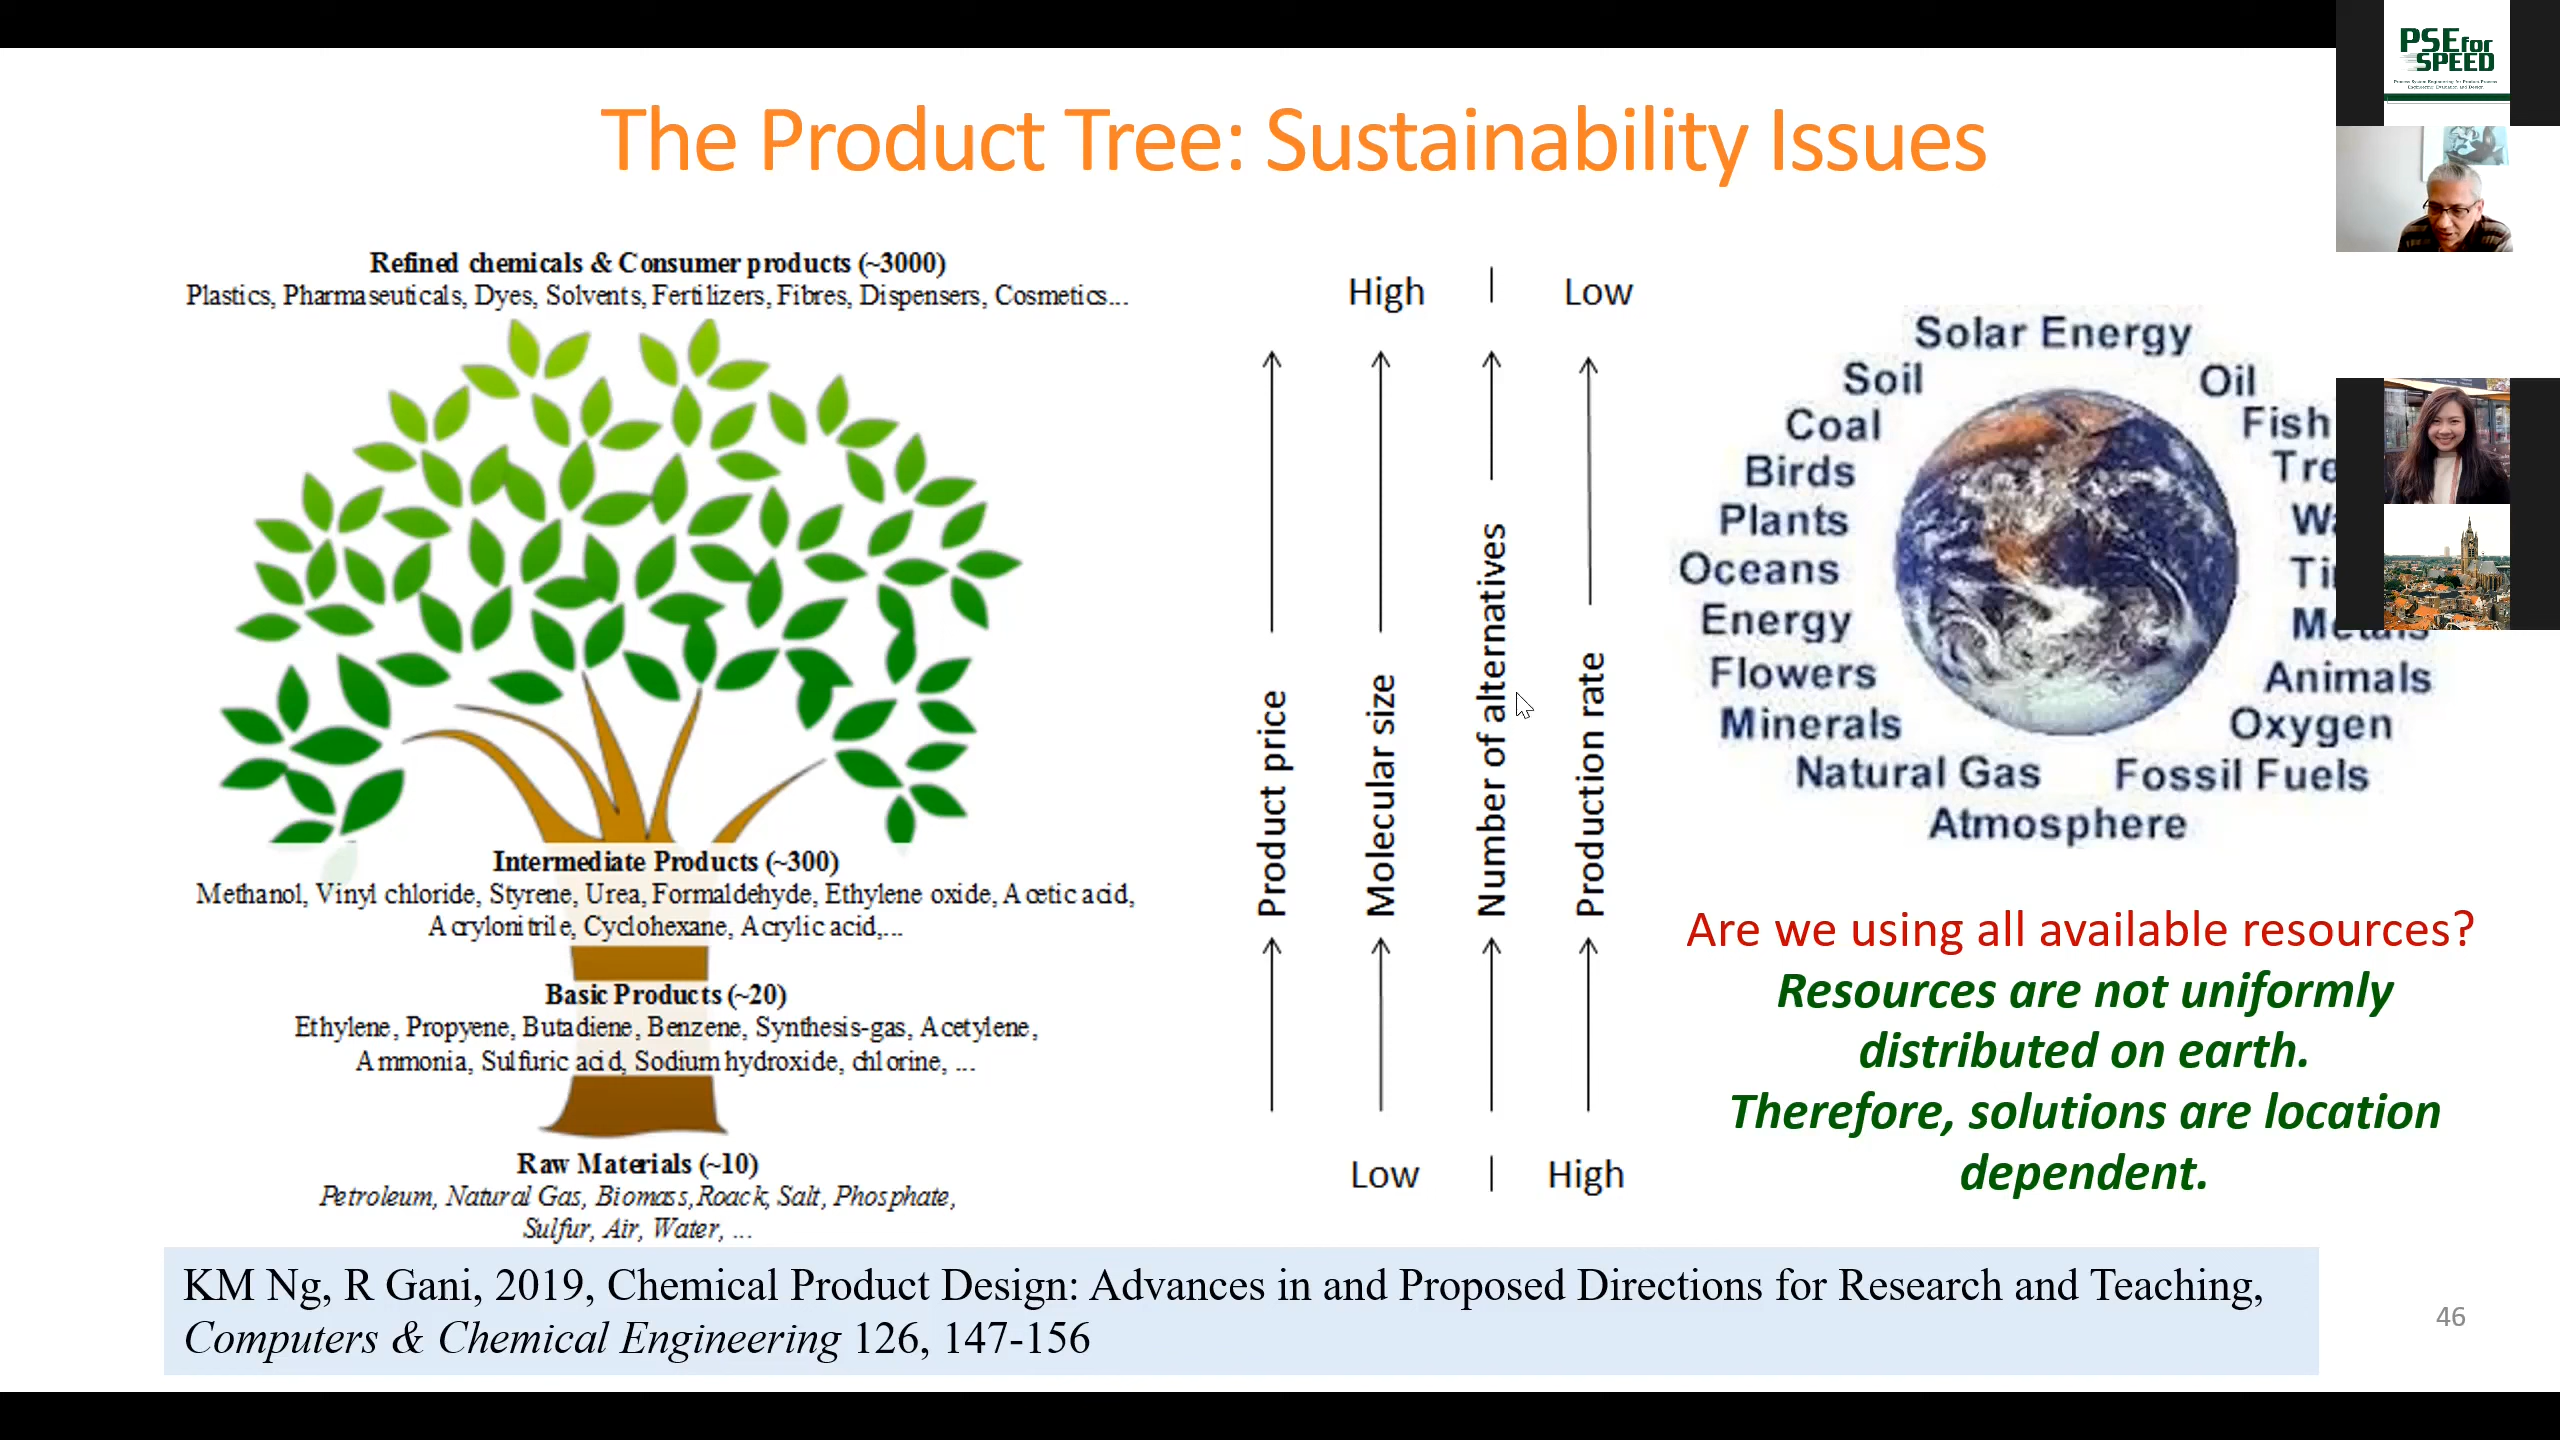 The Product Tree: Sustainability Issues
PSE for
SPEED
Refined chemicals & Consumer products (~3000)
Plastics, Pharmaseuticals, Dyes, Solvents, Fertilizers, Fibres, Dispensers, Cosmetics...
Intermediate Products (~300)
Methanol, Vinyl chloride, Styrene, Urea, Formaldehyde, Ethylene oxide, Acetic acid,
Acrylonitrile, Cyclohexane, Acrylic acid,...
Basic Products (~20)
Ethylene, Propyene, Butadiene, Benzene, Synthesis-gas, Acetylene,
Ammonia, Sulfuric acid, Sodium hydroxide, chlorine, ...
Raw Materials (~10)
Petroleum, Natural Gas, Biomass, Roack, Salt, Phosphate,
Sulfur, Air, Water, ...
High | Low
Product price
Molecular size
Number of alternatives
Production rate
Low | High
Solar Energy
Soil
Oil
Coal
Fish
Birds
Plants
Oceans
Energy
Metals
Flowers
Animals
Minerals
Oxygen
Natural Gas
Fossil Fuels
Atmosphere
Are we using all available resources?
Resources are not uniformly
distributed on earth.
Therefore, solutions are location
dependent.
KM Ng, R Gani, 2019, Chemical Product Design: Advances in and Proposed Directions for Research and Teaching,
Computers & Chemical Engineering 126, 147-156
46